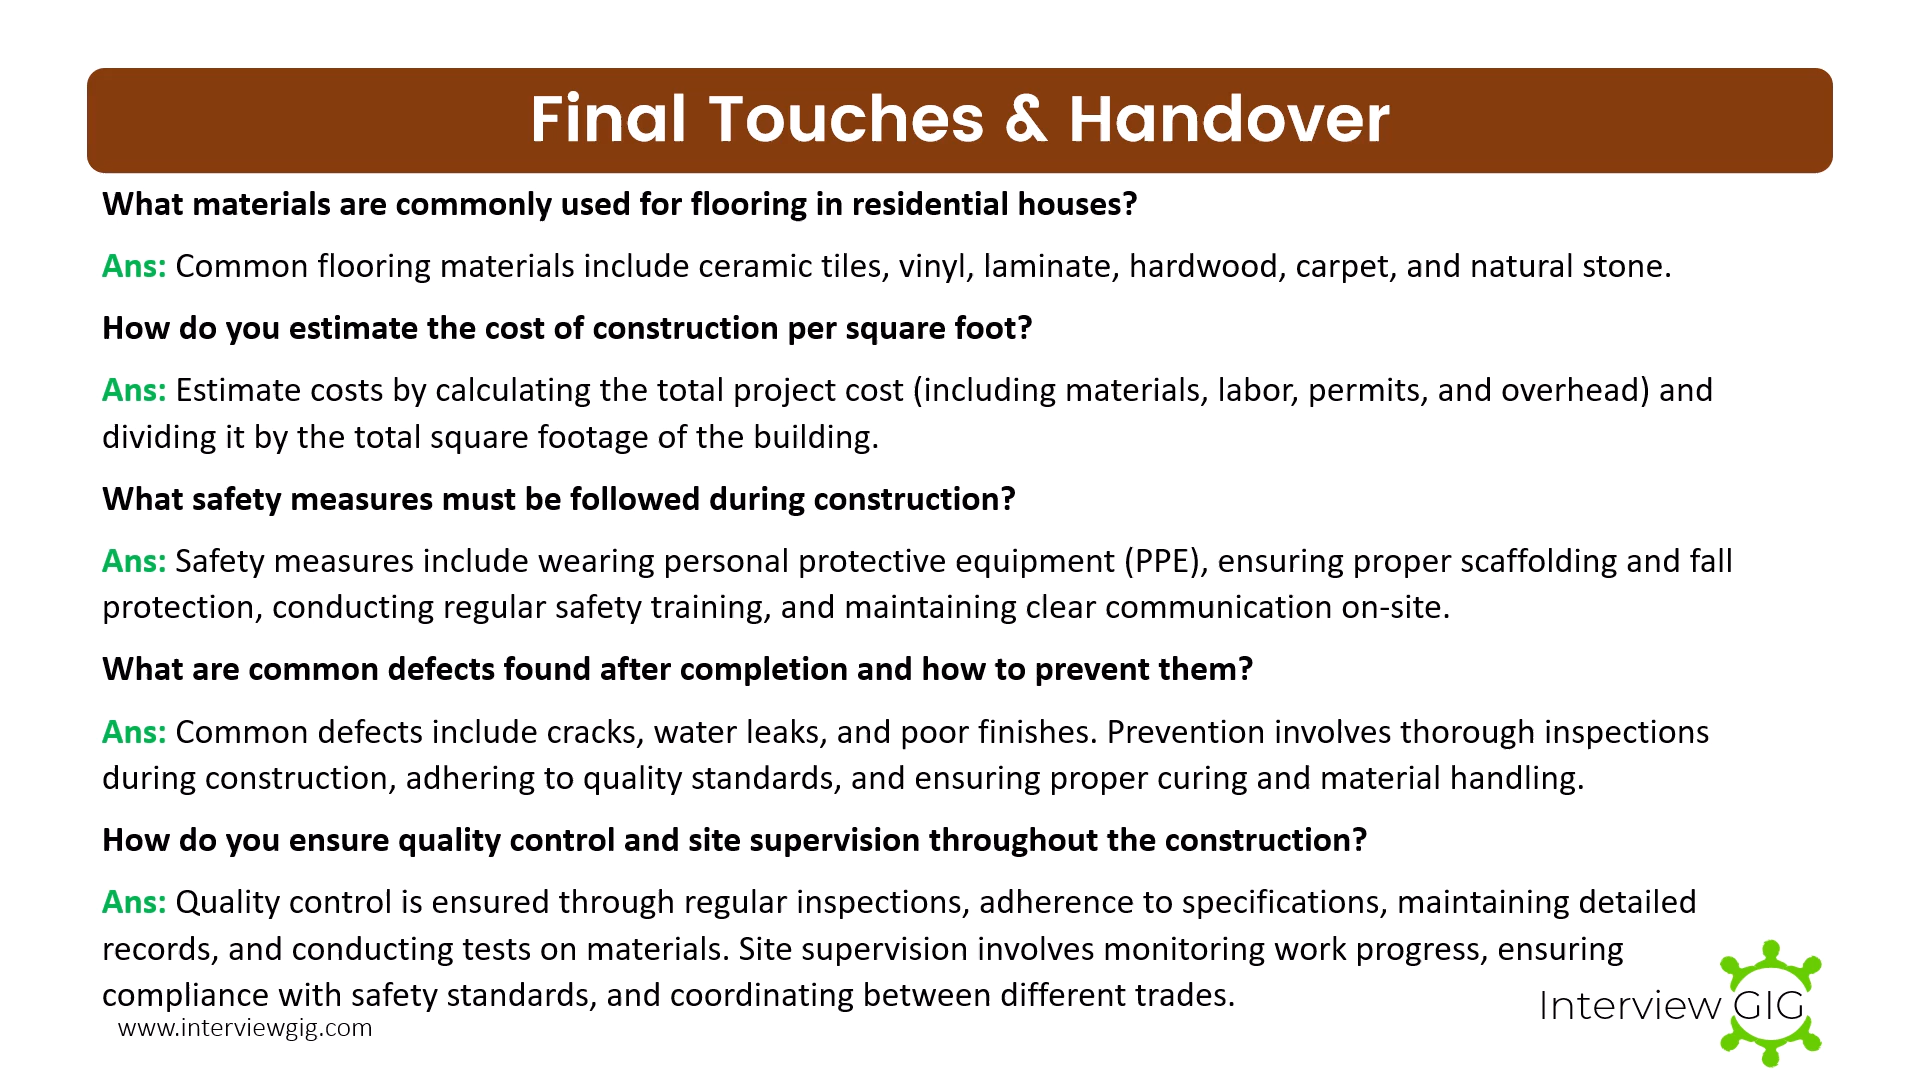 Final Touches & Handover
What materials are commonly used for flooring in residential houses?
Ans: Common flooring materials include ceramic tiles, vinyl, laminate, hardwood, carpet, and natural stone.
How do you estimate the cost of construction per square foot?
Ans: Estimate costs by calculating the total project cost (including materials, labor, permits, and overhead) and
dividing it by the total square footage of the building.
What safety measures must be followed during construction?
Ans: Safety measures include wearing personal protective equipment (PPE), ensuring proper scaffolding and fall
protection, conducting regular safety training, and maintaining clear communication on-site.
What are common defects found after completion and how to prevent them?
Ans: Common defects include cracks, water leaks, and poor finishes. Prevention involves thorough inspections
during construction, adhering to quality standards, and ensuring proper curing and material handling.
How do you ensure quality control and site supervision throughout the construction?
Ans: Quality control is ensured through regular inspections, adherence to specifications, maintaining detailed
records, and conducting tests on materials. Site supervision involves monitoring work progress, ensuring
compliance with safety standards, and coordinating between different trades.
www.interviewgig.com
Interview GIG